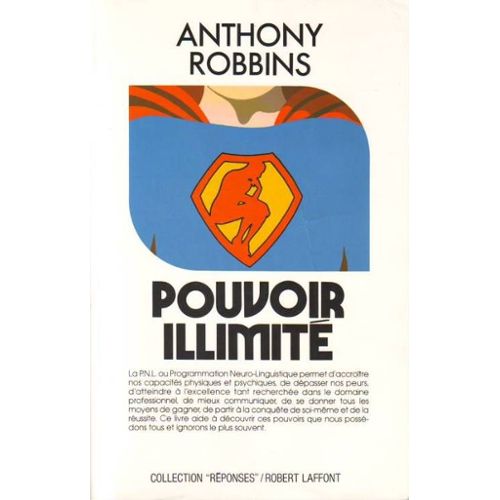 ANTHONY
ROBBINS
POUVOIR
ILLIMITÉ
La P.N.L. ou Programmation Neuro-Linguistique permet d'accroître
nos capacités physiques et psychiques, de dépasser nos peurs,
d'atteindre à l'excellence tant recherchée dans le domaine
professionnel, de mieux communiquer, de se donner tous les
moyens de gagner, de partir à la conquête de soi-même et de la
réussite. Ce livre aide à découvrir ces pouvoirs que nous possé-
dons tous et ignorons le plus souvent.
COLLECTION "RÉPONSES"/ROBERT LAFFONT